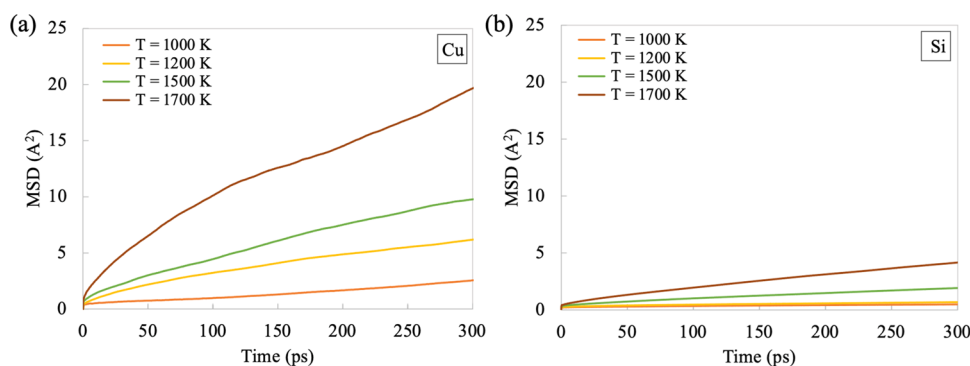 (a)
Cu
T = 1000 K
T = 1200 K
T = 1500 K
T = 1700 K
MSD (A²)
25
20
15
10
5
0
0 50 100 150 200 250 300
Time (ps)
(b)
Si
T = 1000 K
T = 1200 K
T = 1500 K
T = 1700 K
MSD (A²)
25
20
15
10
5
0
0 50 100 150 200 250 300
Time (ps)